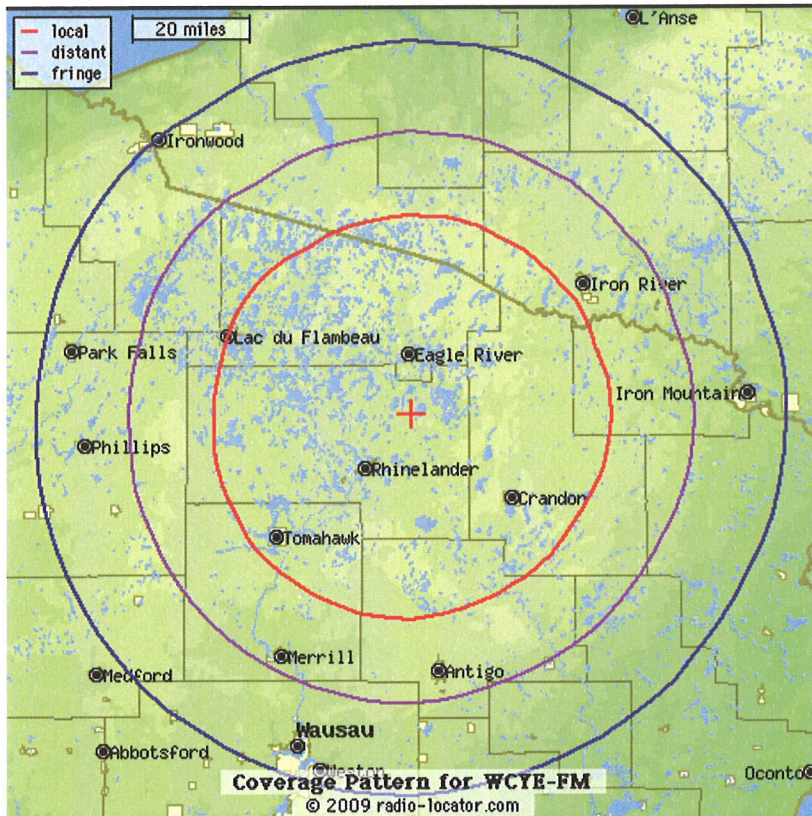 local
distant
fringe
20 miles
L'Anse
Ironwood
Iron River
Lac du Flambeau
Park Falls
Eagle River
Iron Mountain
Phillips
Rhinelander
Crandon
Tomahawk
Merrill
Antigo
Medford
Wausau
Abbotsford
Weston
Oconto
Coverage Pattern for WCYE-FM
© 2009 radio-locator.com